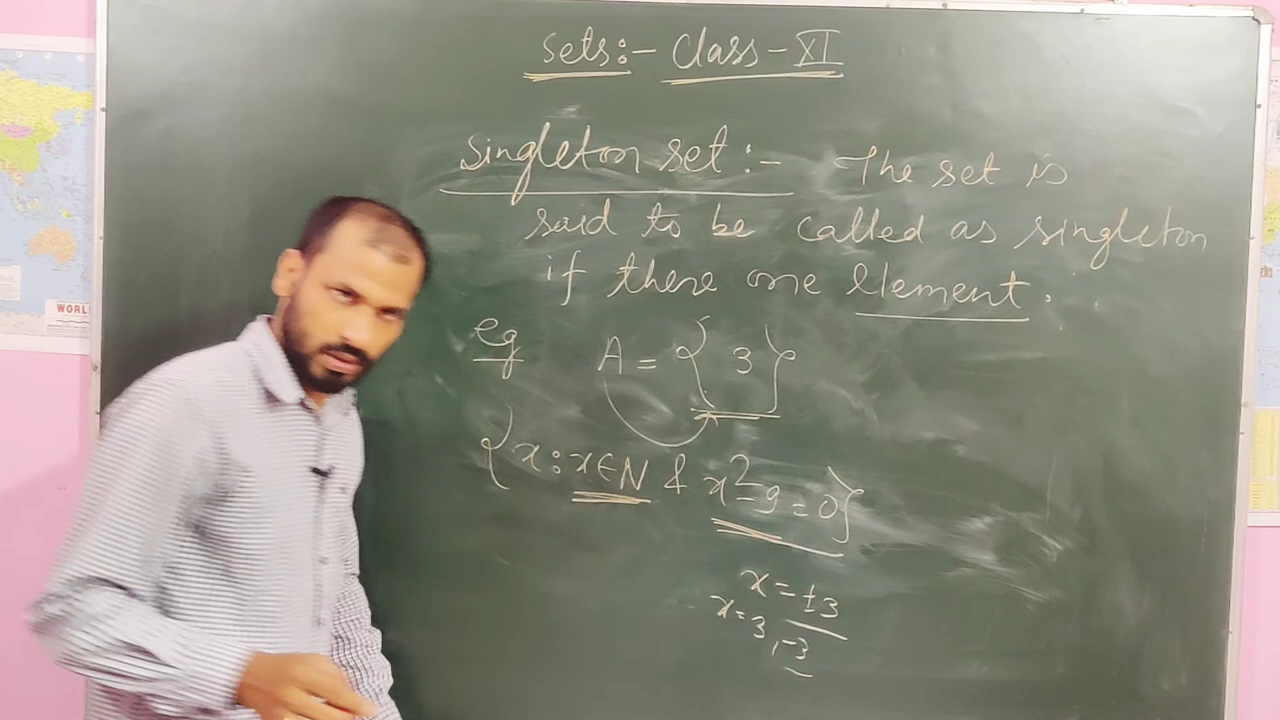 Sets:- Class-XI
Singleton set:- The set is
said to be called as singleton
if there one Element.
eg A = { 3 }
{x: x∈N & x²-9=0}
x=±3
x=3,-3
WORL